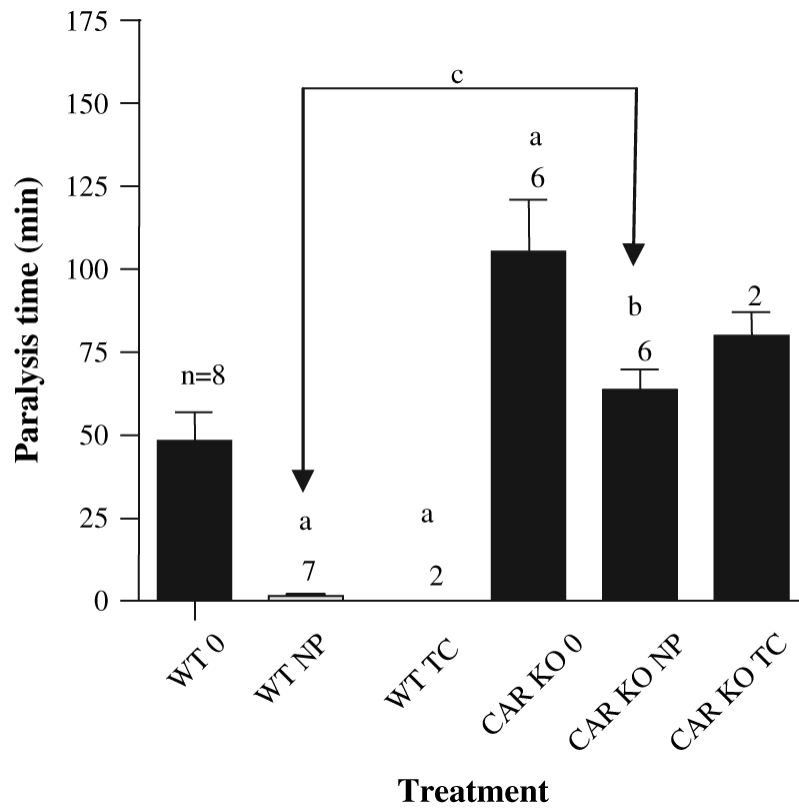 175
150
125
100
75
50
25
0
Paralysis time (min)
c
a
6
n=8
b
6
2
a
7
a
2
WT 0
WT NP
WT TC
CAR KO 0
CAR KO NP
CAR KO TC
Treatment